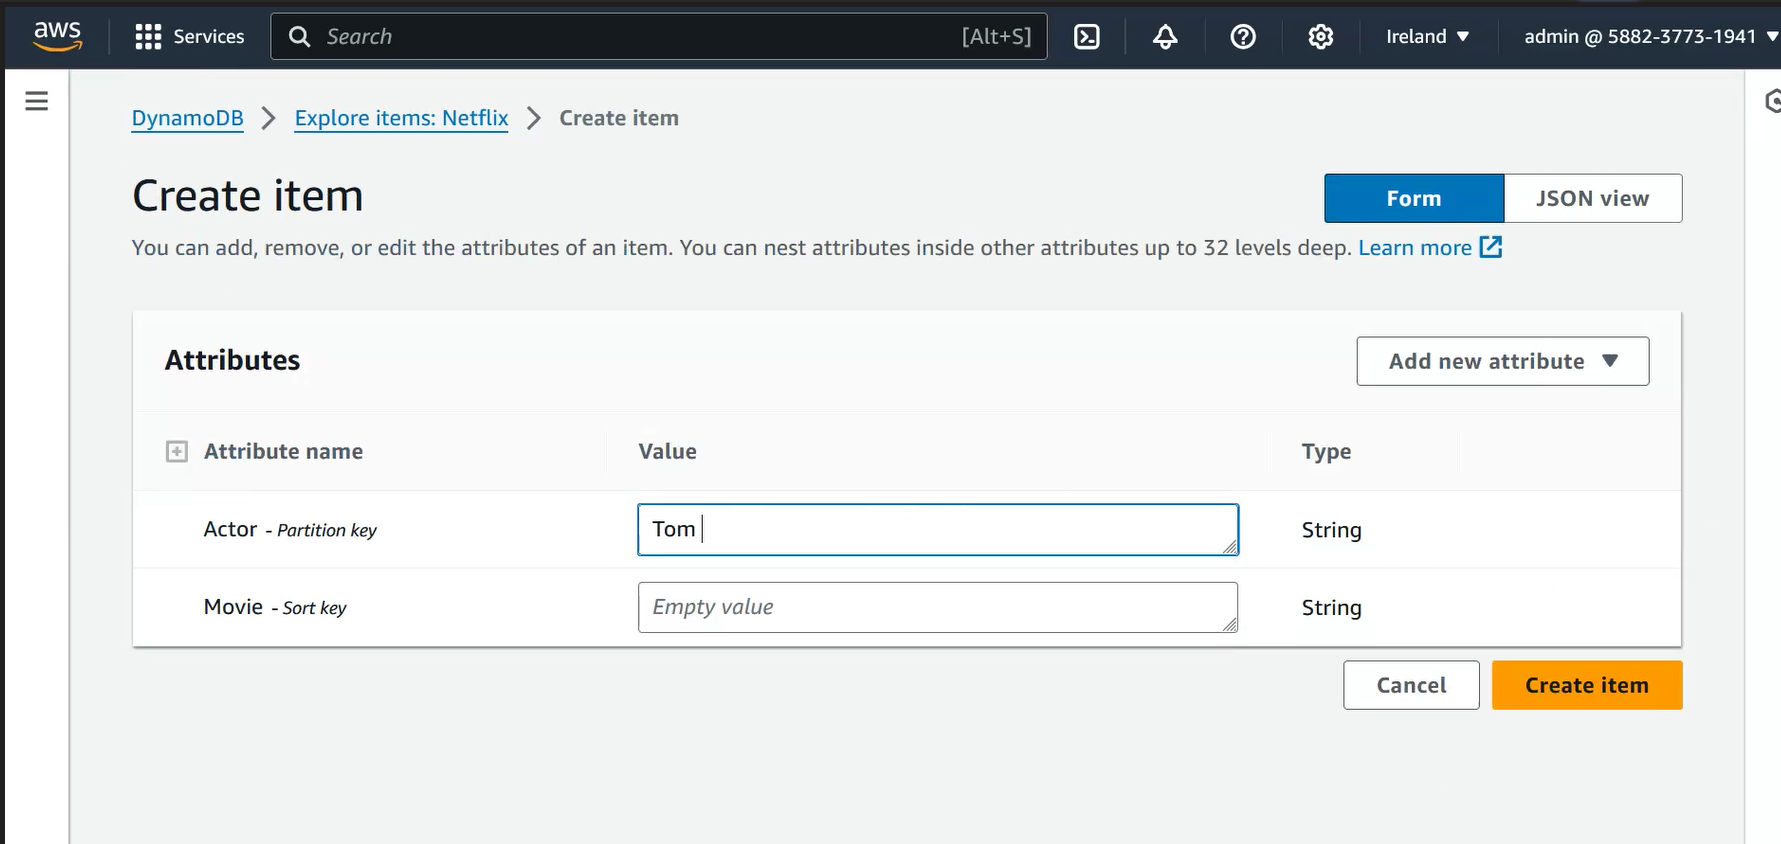 aws Services Search [Alt+S] Ireland admin @ 5882-3773-1941
DynamoDB Explore items: Netflix Create item
Create item
Form JSON view
You can add, remove, or edit the attributes of an item. You can nest attributes inside other attributes up to 32 levels deep. Learn more
Attributes
Add new attribute
Attribute name Value Type
Actor - Partition key Tom String
Movie - Sort key Empty value String
Cancel Create item